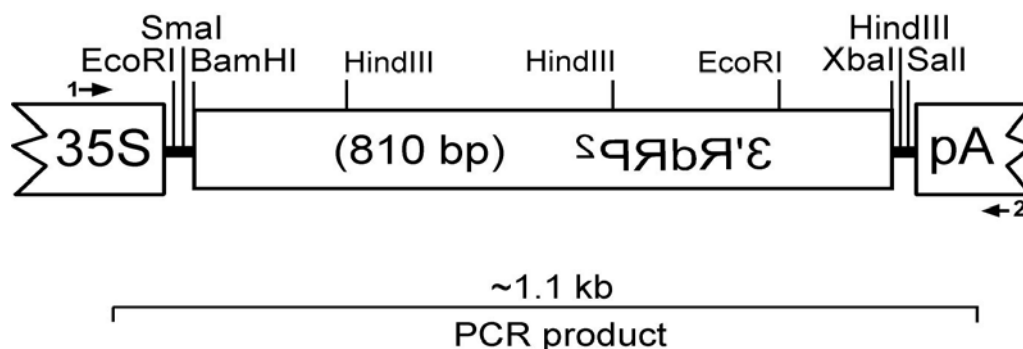 SmaI HindIII
EcoRI BamHI HindIII HindIII EcoRI XbaI SalI
1
35S (810 bp) 3'RdRP2 pA
2
~1.1 kb
PCR product